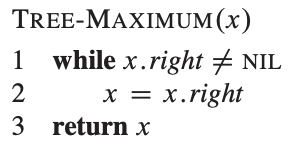 TREE-MAXIMUM(x)
1 while x.right ≠ NIL
2 x = x.right
3 return x